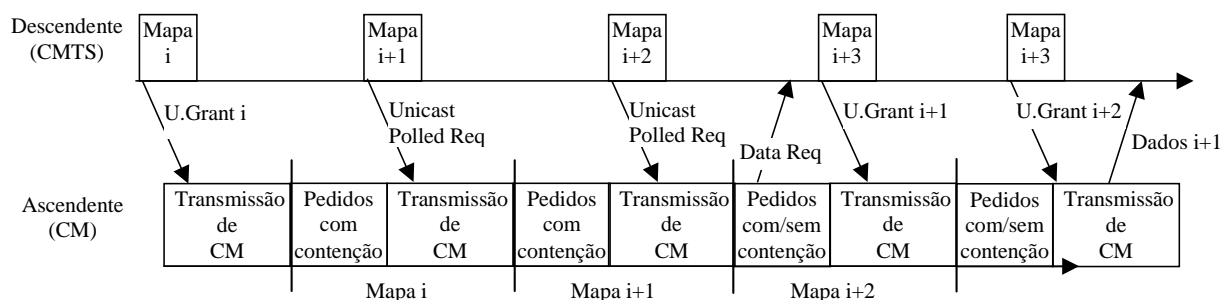 Descendente
(CMTS)
Mapa
i
Mapa
i+1
Mapa
i+2
Mapa
i+3
Mapa
i+3
U.Grant i
Unicast
Polled Req
Unicast
Polled Req
Data Req
U.Grant i+1
U.Grant i+2
Dados i+1
Ascendente
(CM)
Transmissão
de
CM
Pedidos
com
contenção
Transmissão
de
CM
Pedidos
com
contenção
Transmissão
de
CM
Pedidos
com/sem
contenção
Transmissão
de
CM
Pedidos
com/sem
contenção
Transmissão
de
CM
Mapa i
Mapa i+1
Mapa i+2